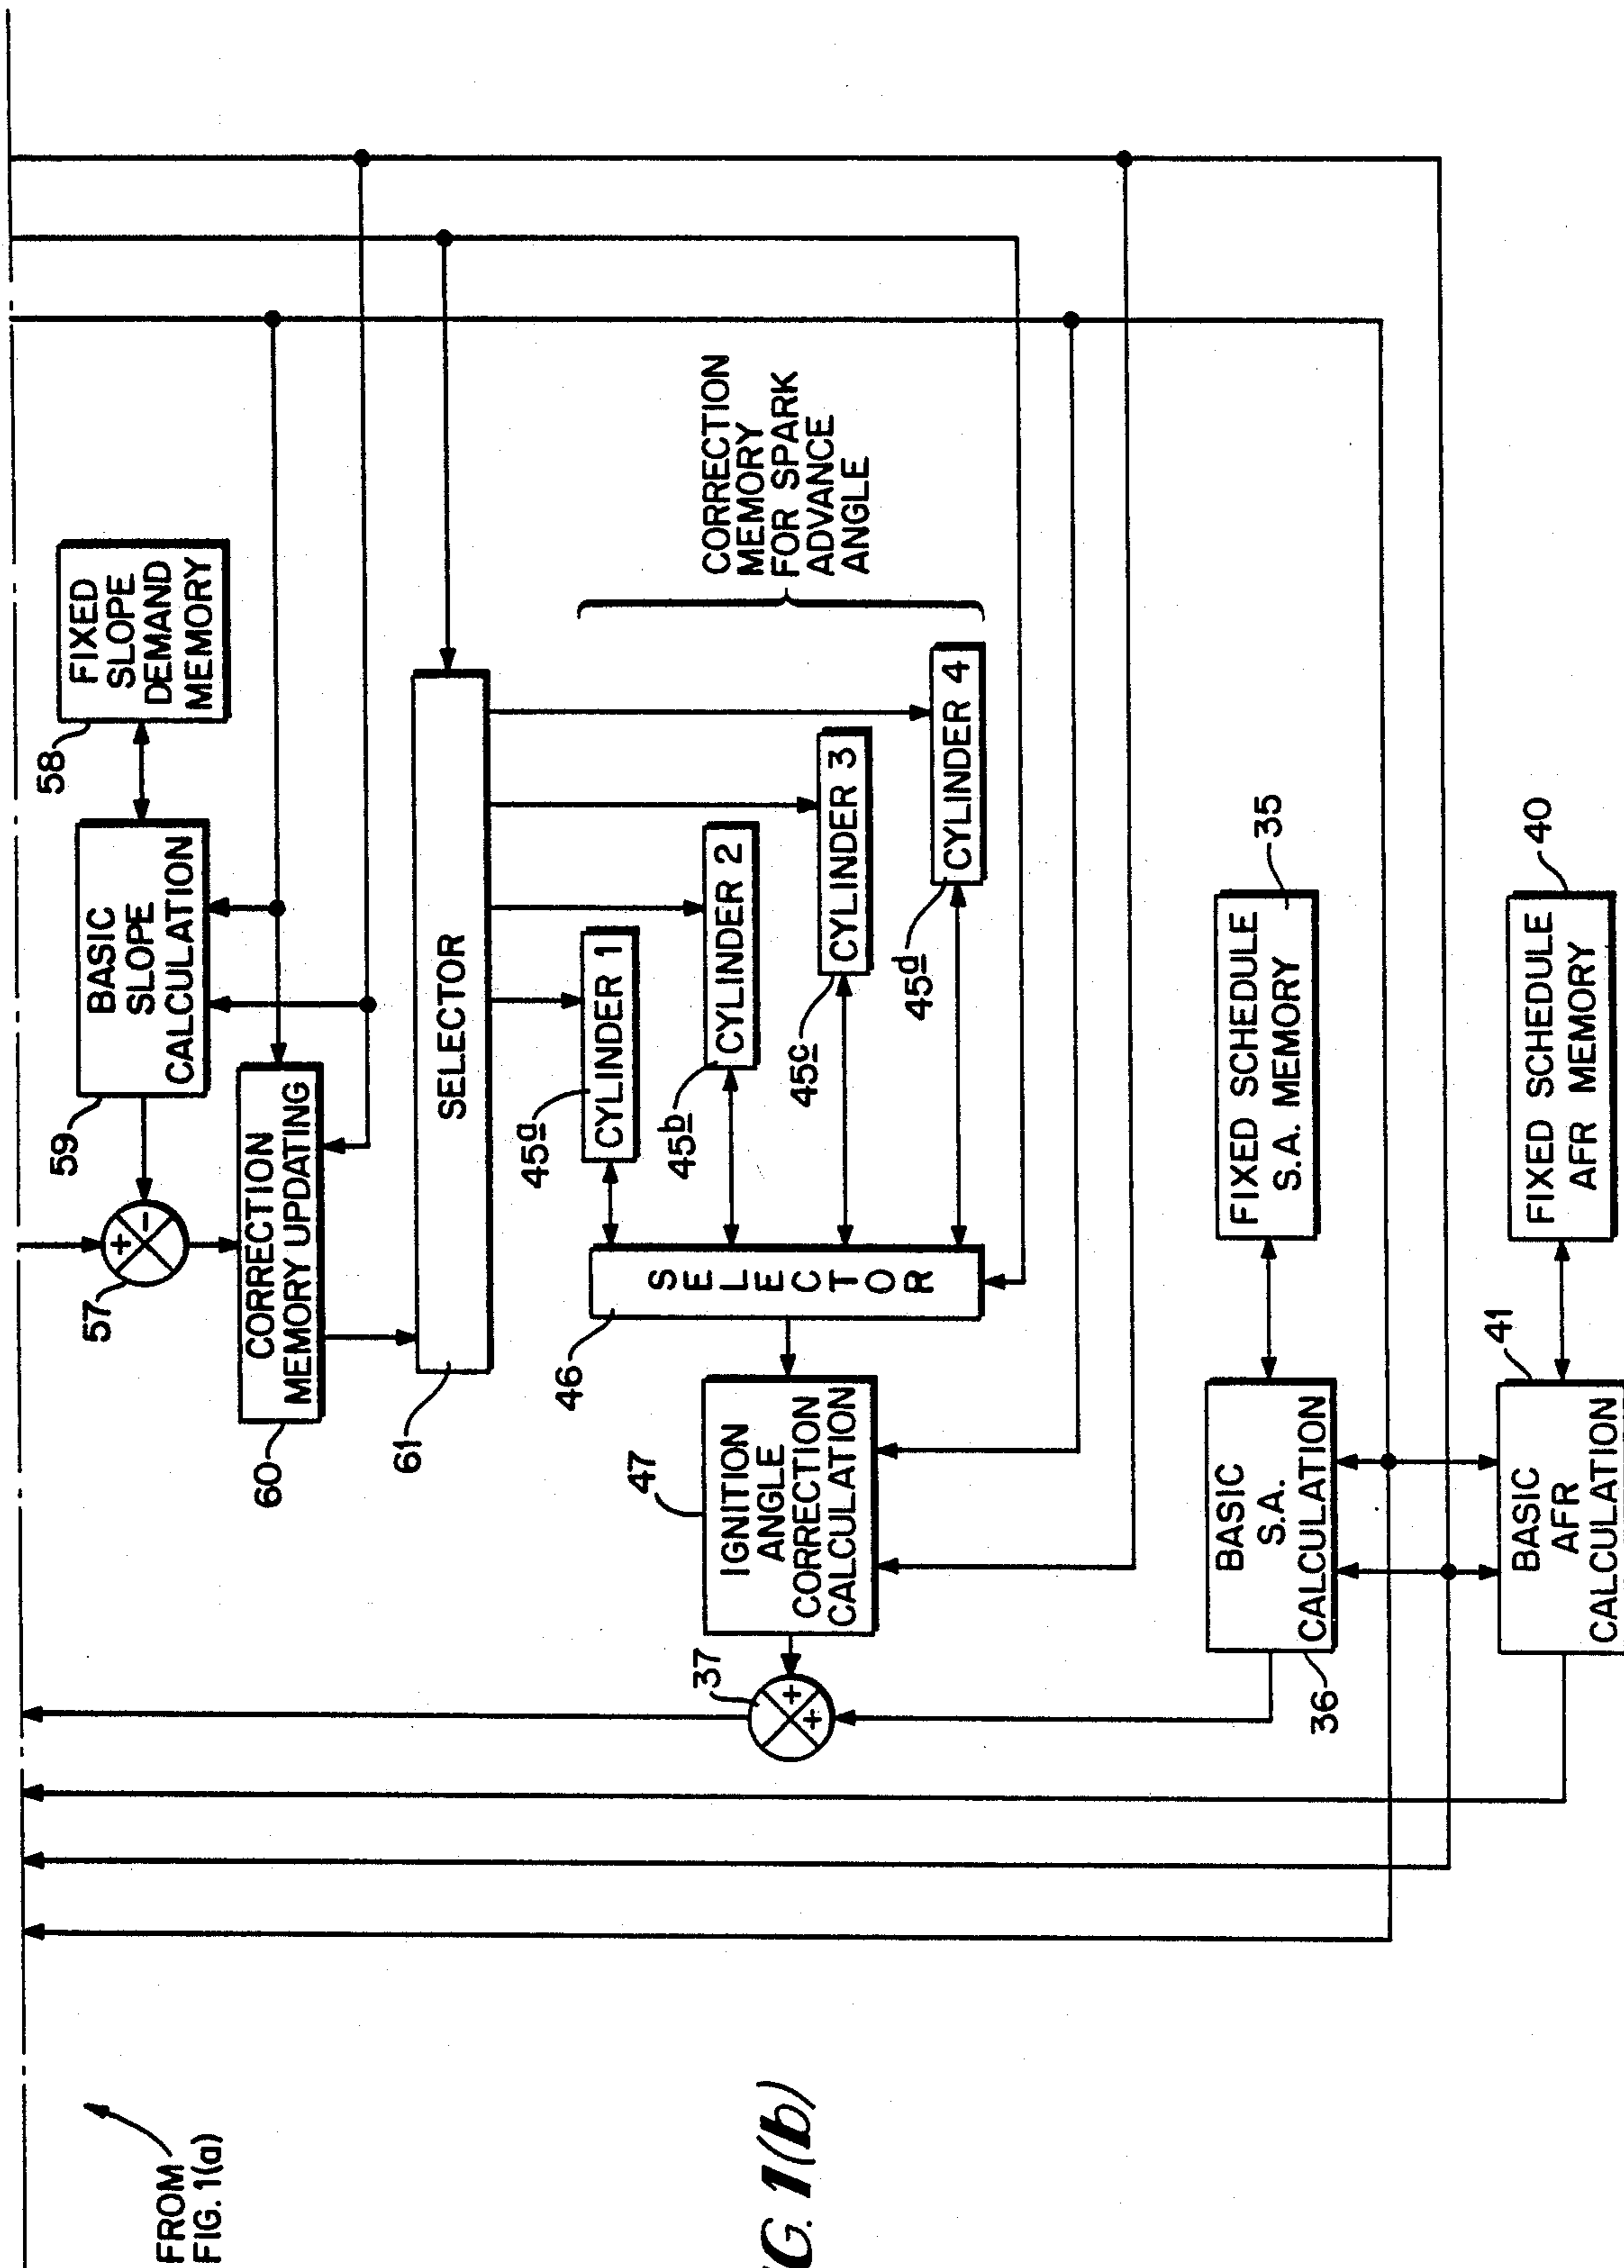 FROM
FIG. 1(a)
57
+
−
59
BASIC
SLOPE
CALCULATION
58
FIXED
SLOPE
DEMAND
MEMORY
60
CORRECTION
MEMORY UPDATING
61
SELECTOR
45a
CYLINDER 1
45b
CYLINDER 2
45c
CYLINDER 3
45d
CYLINDER 4
CORRECTION
MEMORY
FOR SPARK
ADVANCE
ANGLE
46
SELECTOR
47
IGNITION
ANGLE
CORRECTION
CALCULATION
37
+
+
36
BASIC
S.A.
CALCULATION
35
FIXED SCHEDULE
S.A. MEMORY
41
BASIC
AFR
CALCULATION
40
FIXED SCHEDULE
AFR MEMORY
G. 1(b)